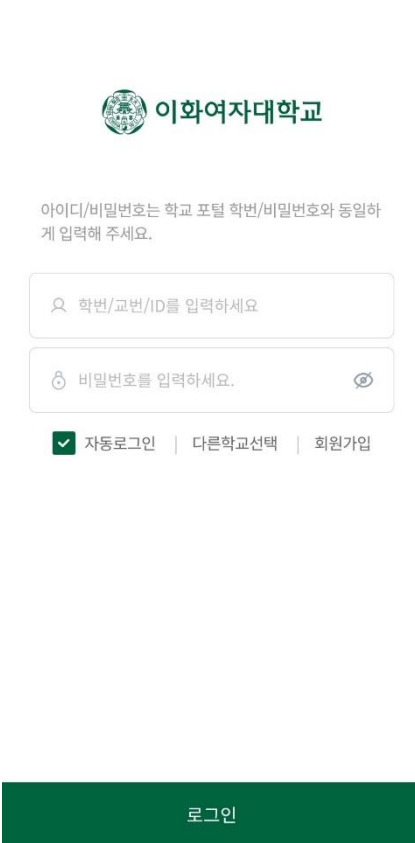 이화여자대학교
아이디/비밀번호는 학교 포털 학번/비밀번호와 동일하
게 입력해 주세요.
학번/교번/ID를 입력하세요
비밀번호를 입력하세요.
자동로그인 | 다른학교선택 | 회원가입
로그인